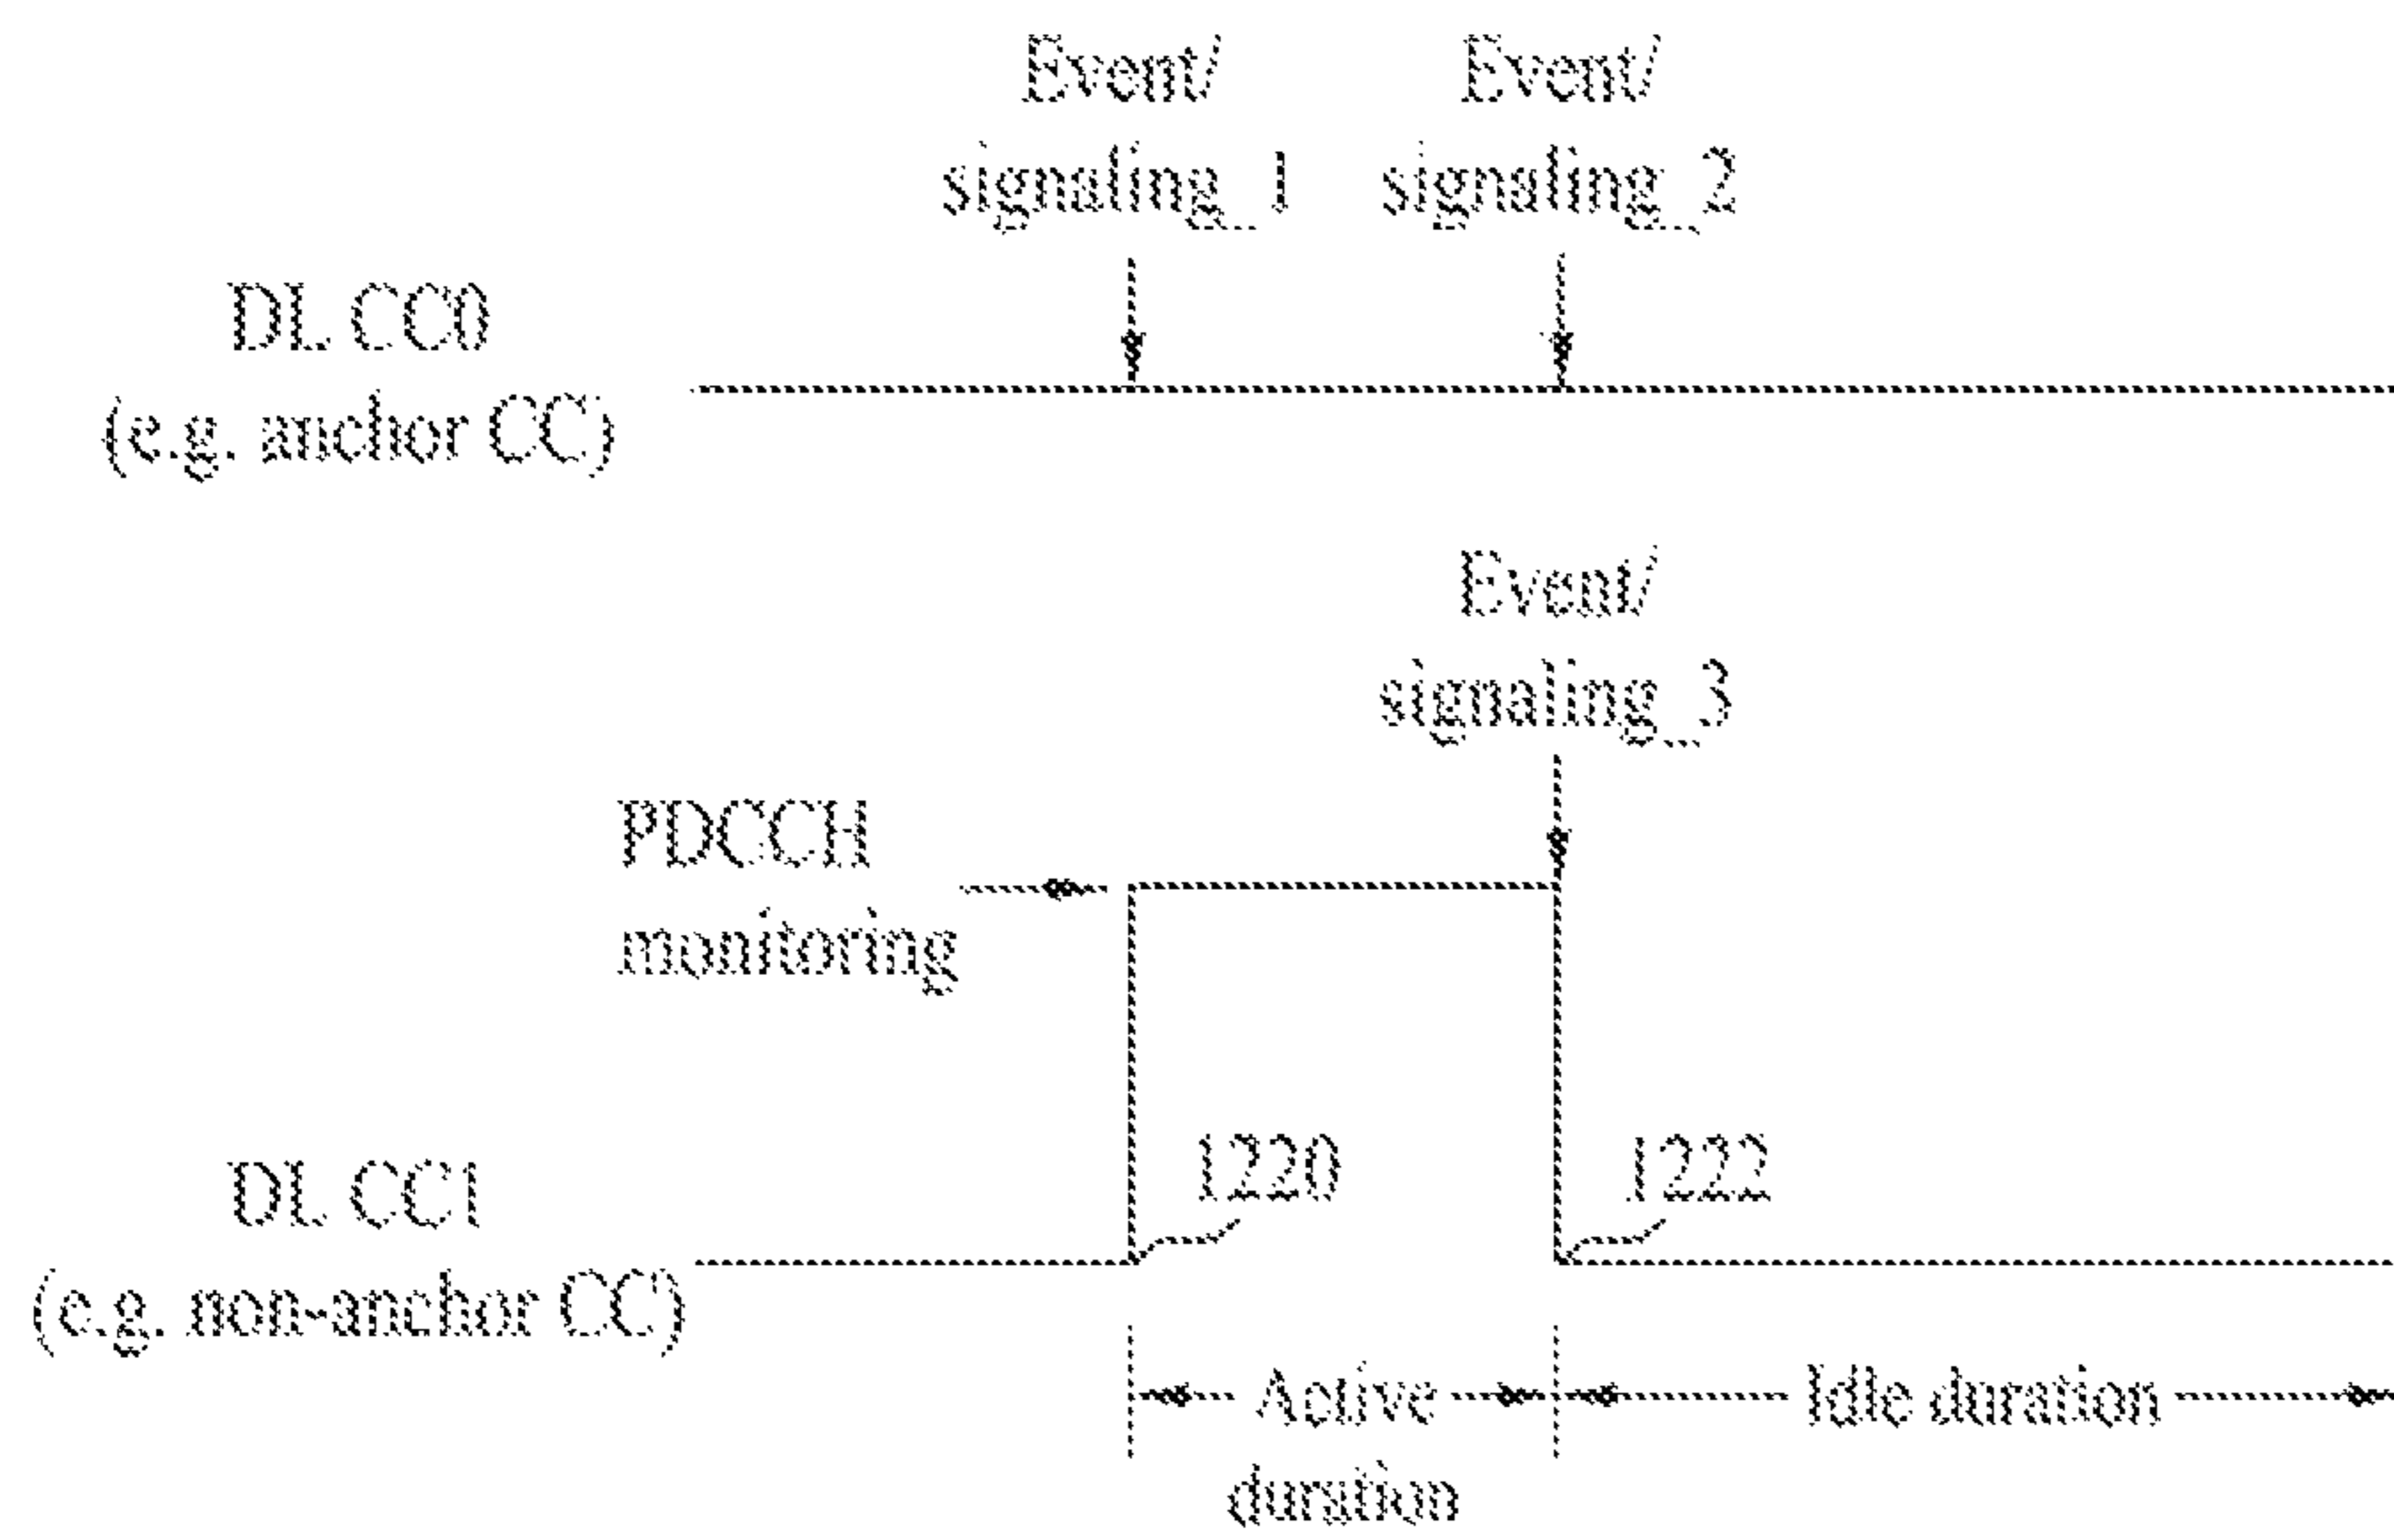 Event/
signaling_1
Event/
signaling_2
DL CC0
(e.g. anchor CC)
Event/
signaling_3
PDCCH
monitoring
1220
1222
DL CC1
(e.g. non-anchor CC)
Active
duration
Idle duration